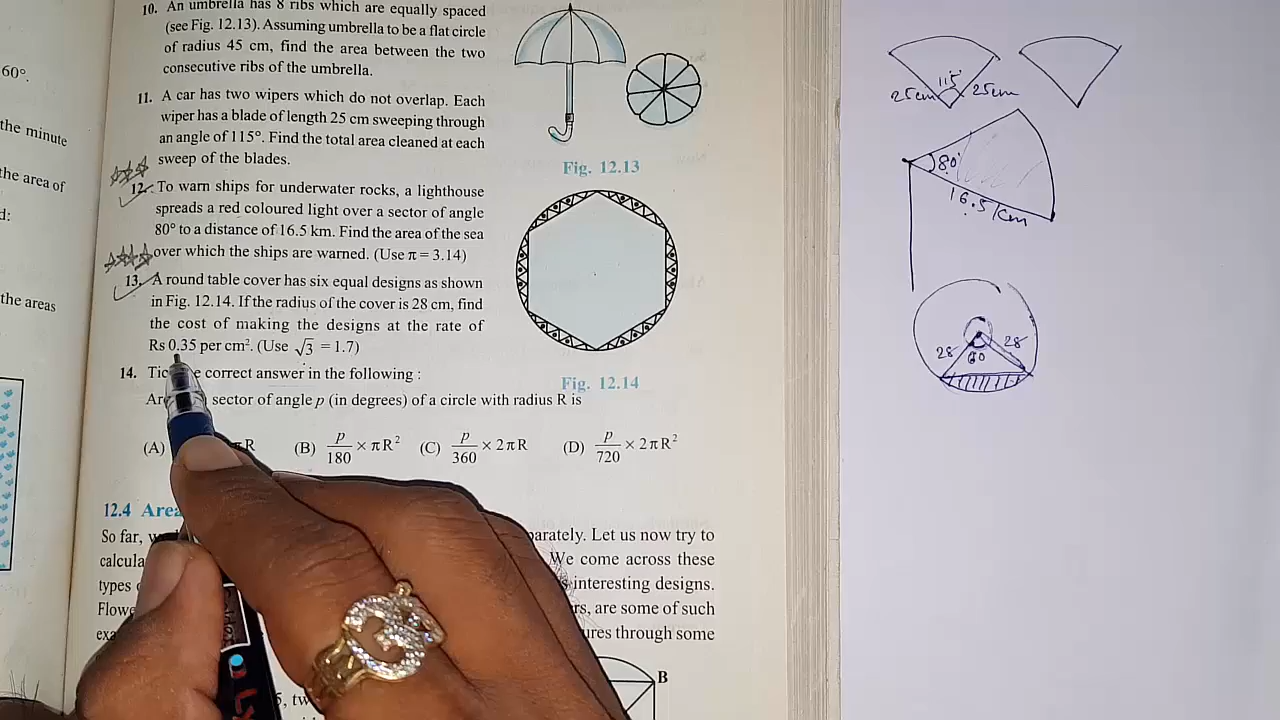 60°.
the minute
the area of
d:
the areas
10. An umbrella has 8 ribs which are equally spaced
(see Fig. 12.13). Assuming umbrella to be a flat circle
of radius 45 cm, find the area between the two
consecutive ribs of the umbrella.
11. A car has two wipers which do not overlap. Each
wiper has a blade of length 25 cm sweeping through
an angle of 115°. Find the total area cleaned at each
sweep of the blades.
Fig. 12.13
12. To warn ships for underwater rocks, a lighthouse
spreads a red coloured light over a sector of angle
80° to a distance of 16.5 km. Find the area of the sea
over which the ships are warned. (Use π = 3.14)
13. A round table cover has six equal designs as shown
in Fig. 12.14. If the radius of the cover is 28 cm, find
the cost of making the designs at the rate of
Rs 0.35 per cm². (Use √3 = 1.7)
Fig. 12.14
14. the correct answer in the following :
sector of angle p (in degrees) of a circle with radius R is
(A) πR (B) p/180 × πR² (C) p/360 × 2πR (D) p/720 × 2πR²
12.4
So far, parately. Let us now try to
We come across these
types interesting designs.
are some of such
ures through some
B
115°
25cm 25cm
80°
16.5 km
28 28
60